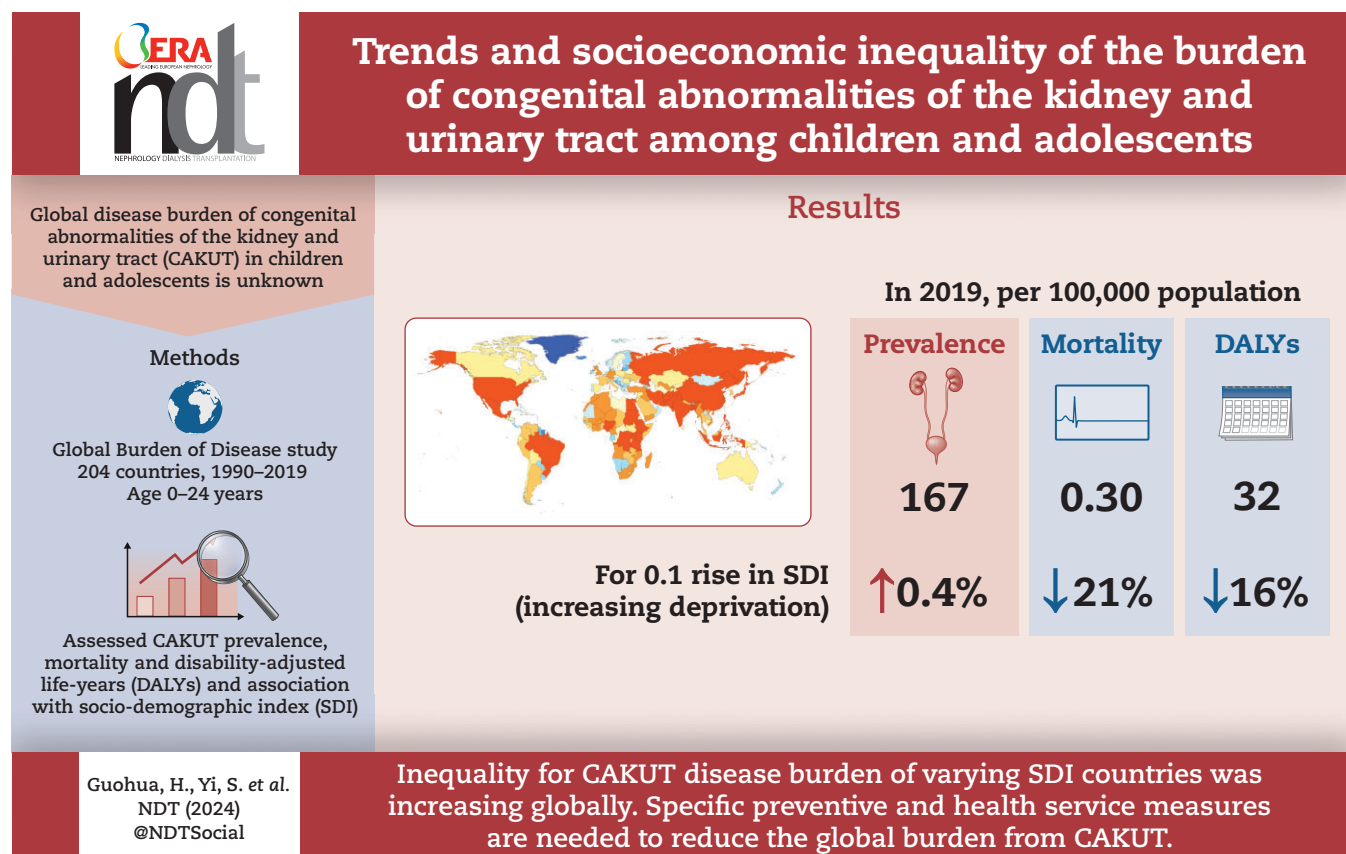 ERA
LEADING EUROPEAN NEPHROLOGY
ndt
NEPHROLOGY DIALYSIS TRANSPLANTATION
Trends and socioeconomic inequality of the burden
of congenital abnormalities of the kidney and
urinary tract among children and adolescents
Global disease burden of congenital
abnormalities of the kidney and
urinary tract (CAKUT) in children
and adolescents is unknown
Methods
Global Burden of Disease study
204 countries, 1990–2019
Age 0–24 years
Assessed CAKUT prevalence,
mortality and disability-adjusted
life-years (DALYs) and association
with socio-demographic index (SDI)
Results
In 2019, per 100,000 population
Prevalence Mortality DALYs
167 0.30 32
For 0.1 rise in SDI
(increasing deprivation)
↑0.4% ↓21% ↓16%
Guohua, H., Yi, S. et al.
NDT (2024)
@NDTSocial
Inequality for CAKUT disease burden of varying SDI countries was
increasing globally. Specific preventive and health service measures
are needed to reduce the global burden from CAKUT.